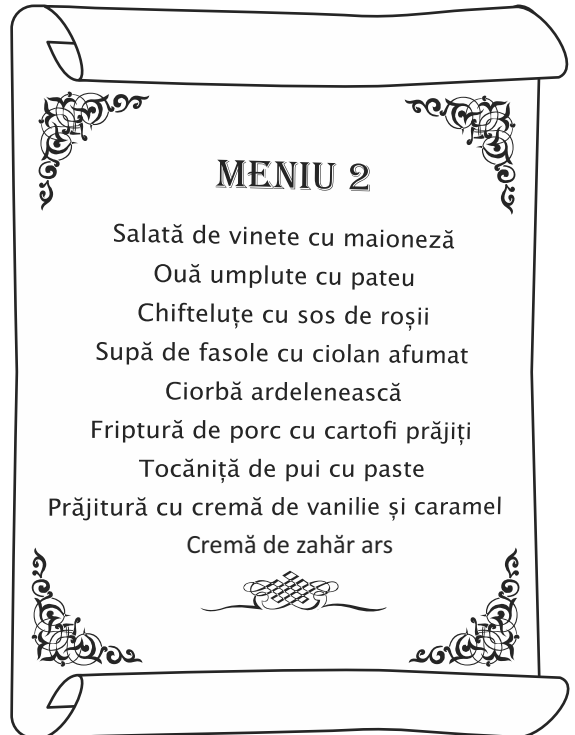 MENIU 2
Salată de vinete cu maioneză
Ouă umplute cu pateu
Chifteluțe cu sos de roșii
Supă de fasole cu ciolan afumat
Ciorbă ardelenească
Friptură de porc cu cartofi prăjiți
Tocăniță de pui cu paste
Prăjitură cu cremă de vanilie și caramel
Cremă de zahăr ars